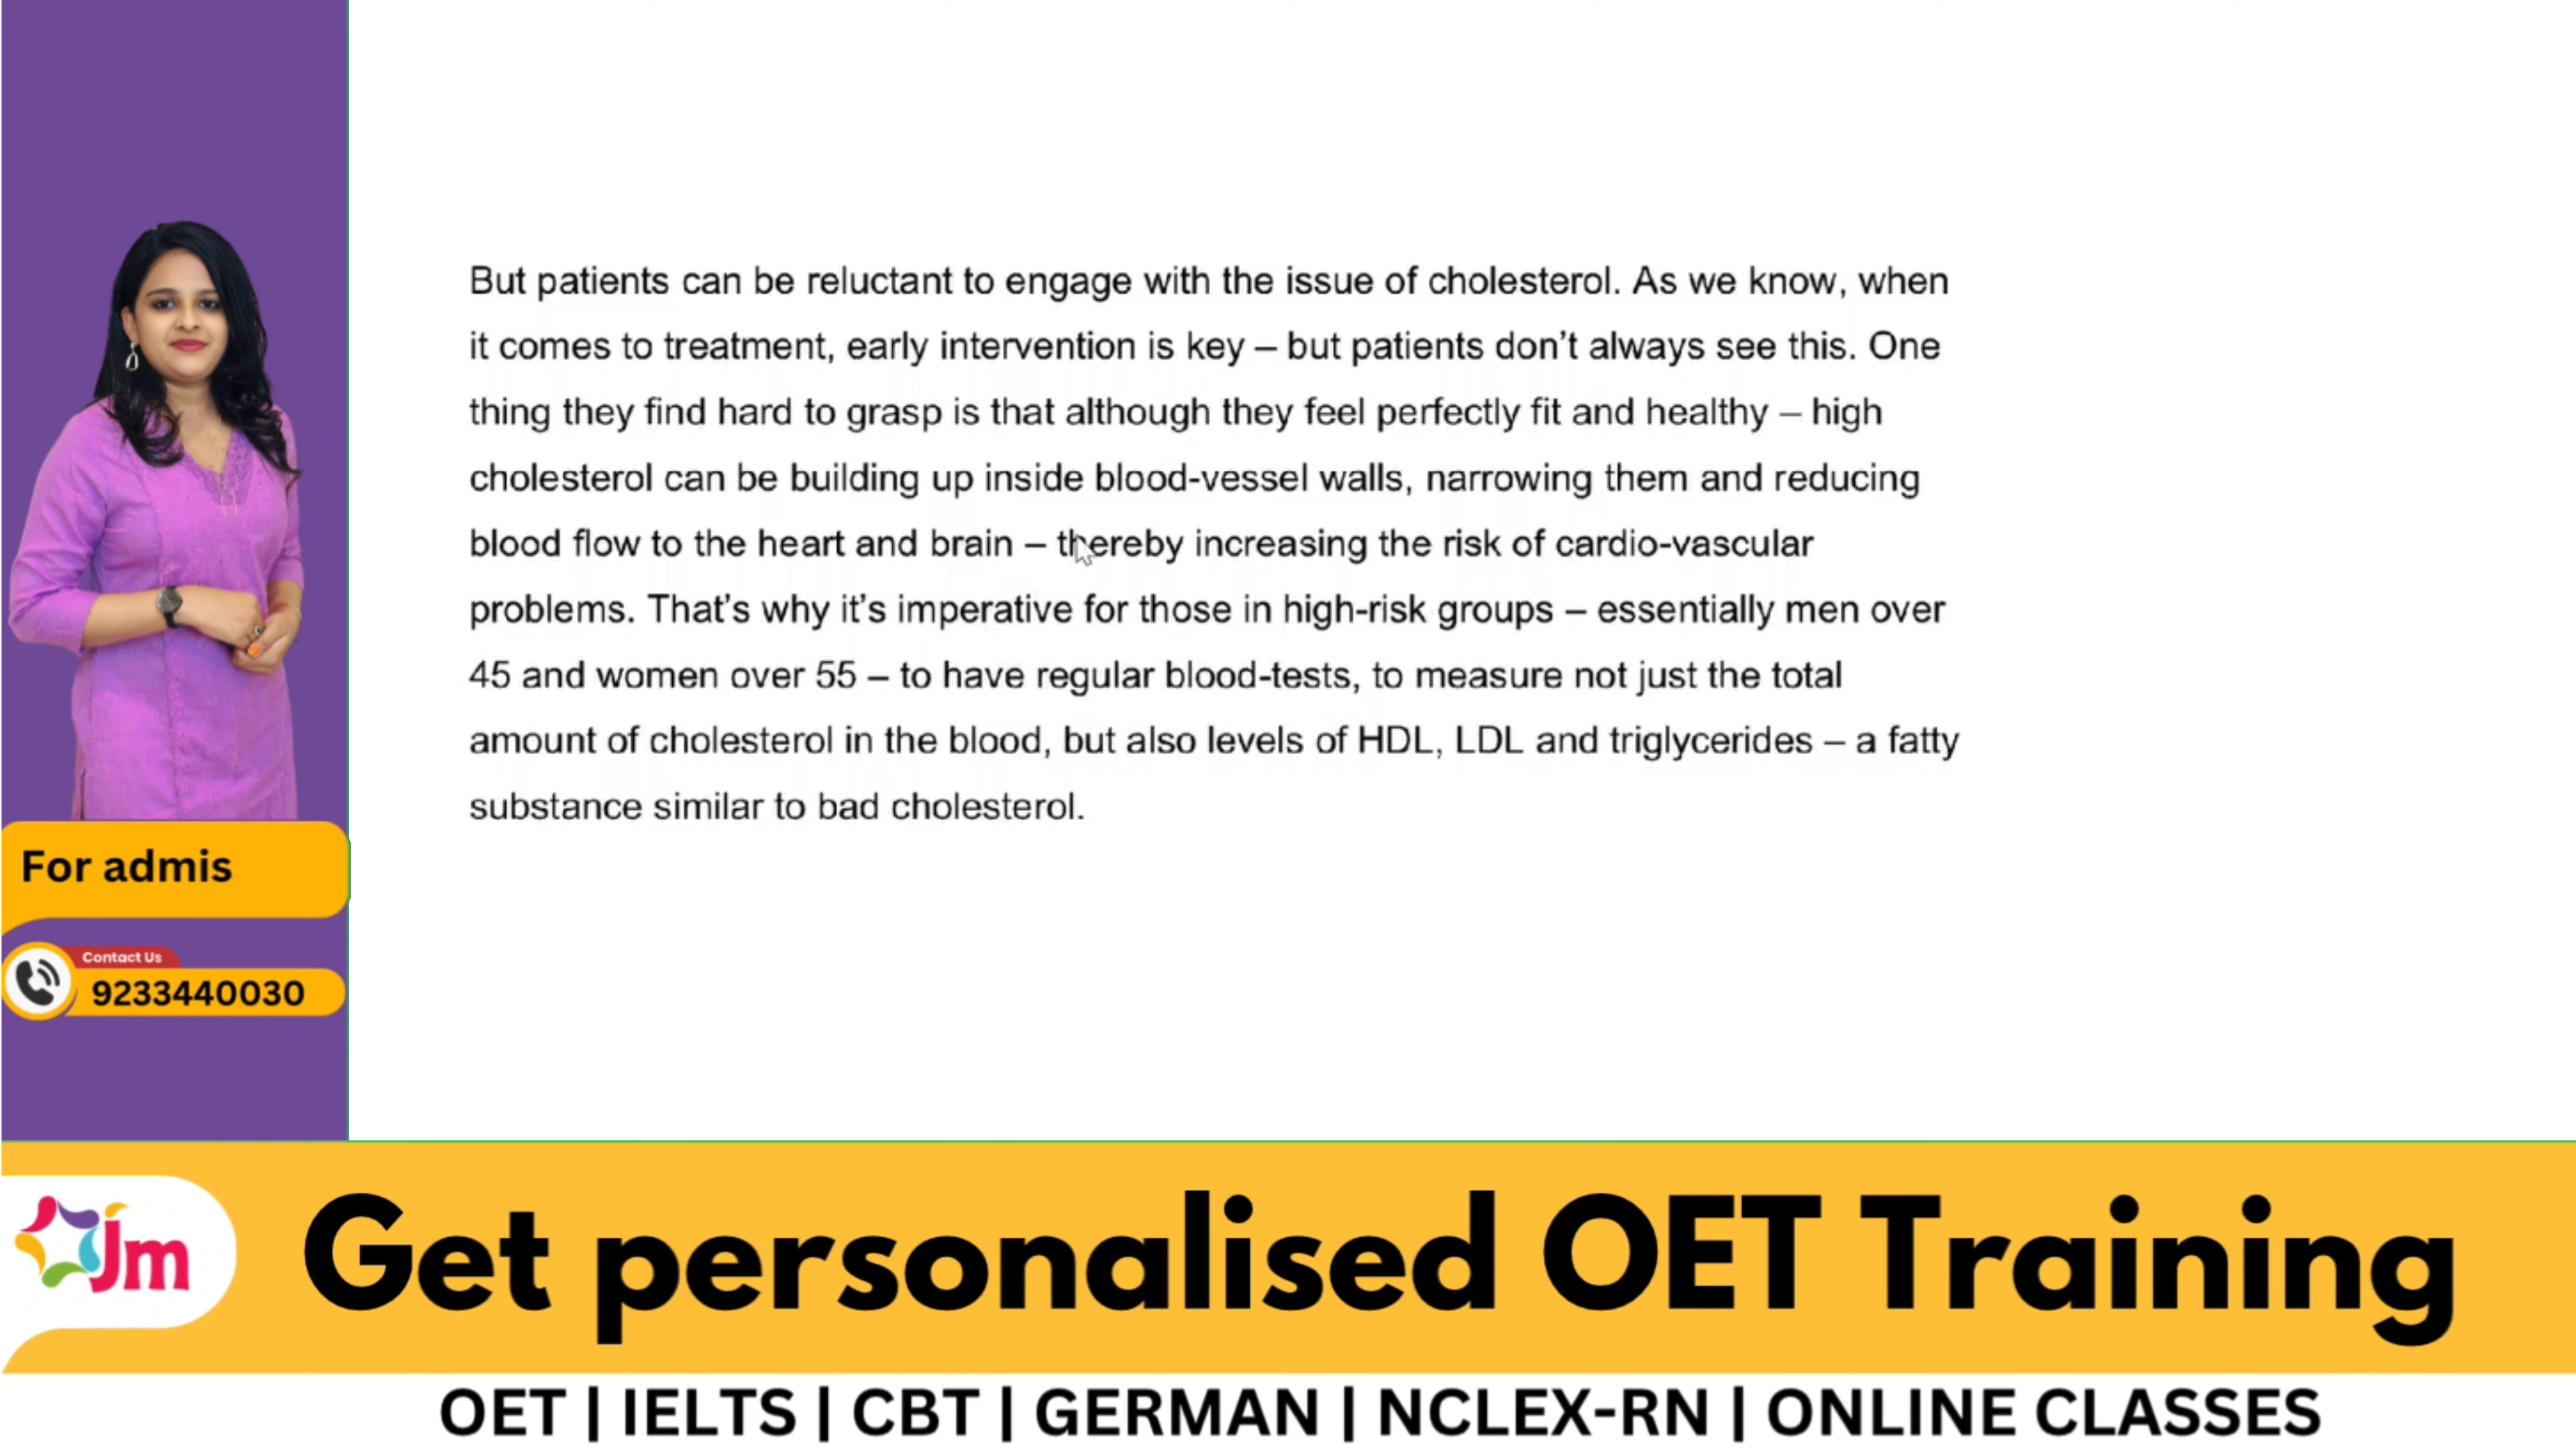 But patients can be reluctant to engage with the issue of cholesterol. As we know, when
it comes to treatment, early intervention is key – but patients don't always see this. One
thing they find hard to grasp is that although they feel perfectly fit and healthy – high
cholesterol can be building up inside blood-vessel walls, narrowing them and reducing
blood flow to the heart and brain – thereby increasing the risk of cardio-vascular
problems. That's why it's imperative for those in high-risk groups – essentially men over
45 and women over 55 – to have regular blood-tests, to measure not just the total
amount of cholesterol in the blood, but also levels of HDL, LDL and triglycerides – a fatty
substance similar to bad cholesterol.
For admis
Contact Us
9233440030
Jm
Get personalised OET Training
OET | IELTS | CBT | GERMAN | NCLEX-RN | ONLINE CLASSES